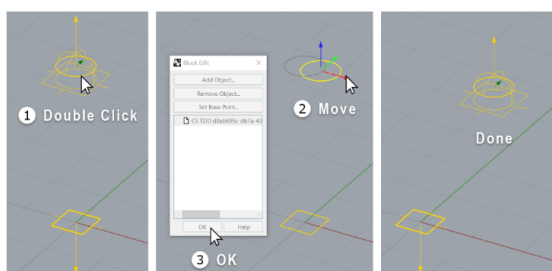 1 Double Click
Block Edit
Add Object...
Remove Object...
Set Base Point...
OK
Help
3 OK
2 Move
Done